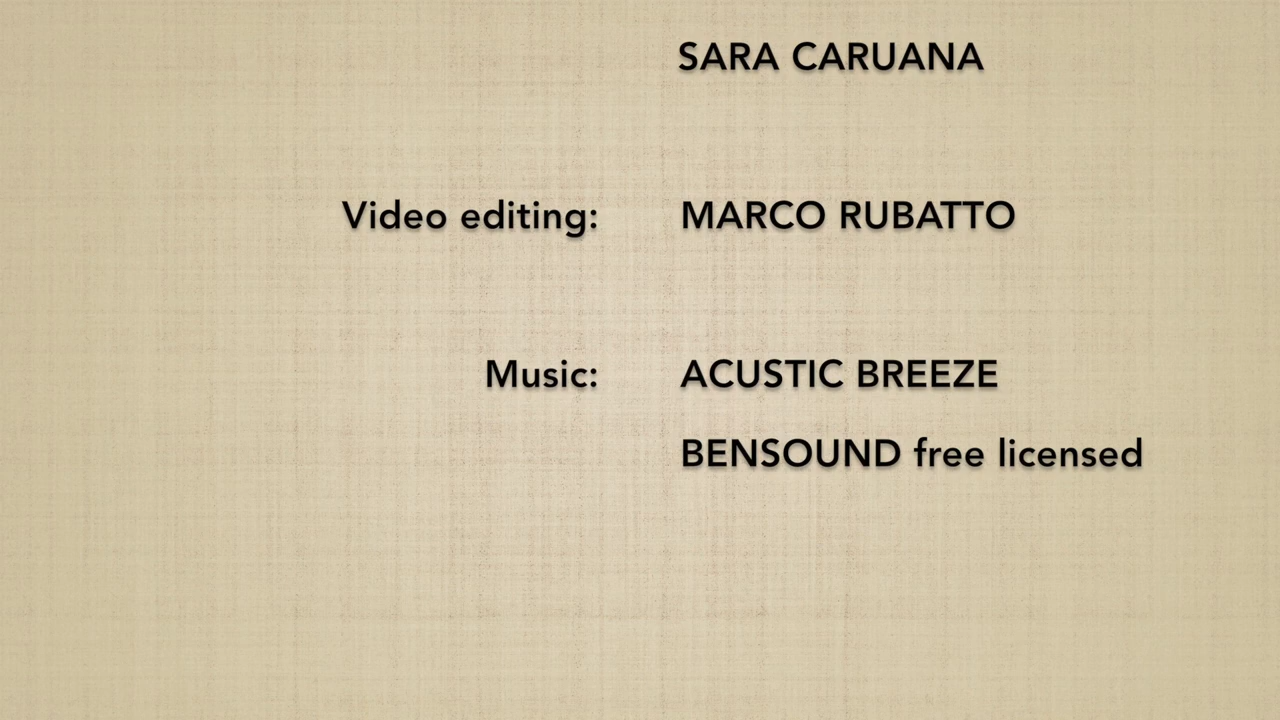 SARA CARUANA
Video editing: MARCO RUBATTO
Music: ACUSTIC BREEZE
BENSOUND free licensed